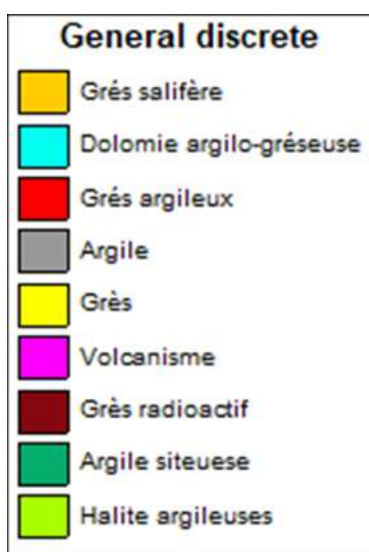 General discrete
Grés salifère
Dolomie argilo-gréseuse
Grés argileux
Argile
Grès
Volcanisme
Grès radioactif
Argile siteuese
Halite argileuses